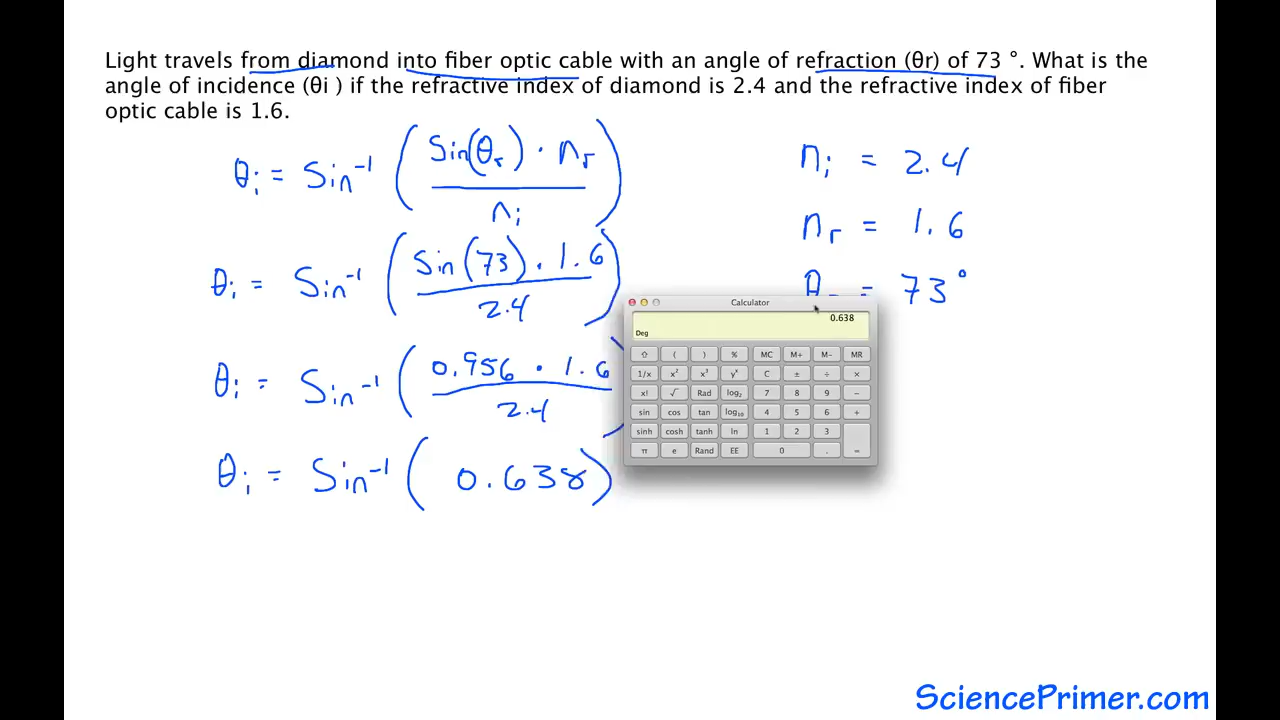 Light travels from diamond into fiber optic cable with an angle of refraction (θr) of 73 °. What is the
angle of incidence (θi ) if the refractive index of diamond is 2.4 and the refractive index of fiber
optic cable is 1.6.
θi = Sin⁻¹ ( Sin(θr) · nr / ni )
ni = 2.4
nr = 1.6
θi = Sin⁻¹ ( Sin(73) · 1.6 / 2.4 )
θr = 73°
Calculator
0.638
Deg
⇧ ( ) % MC M+ M- MR
1/x x² x³ yˣ C ± ÷ ×
x! √ Rad log₂ 7 8 9 −
sin cos tan log₁₀ 4 5 6 +
sinh cosh tanh ln 1 2 3
π e Rand EE 0 . =
θi = Sin⁻¹ ( 0.956 · 1.6 / 2.4 )
θi = Sin⁻¹ ( 0.638 )
SciencePrimer.com